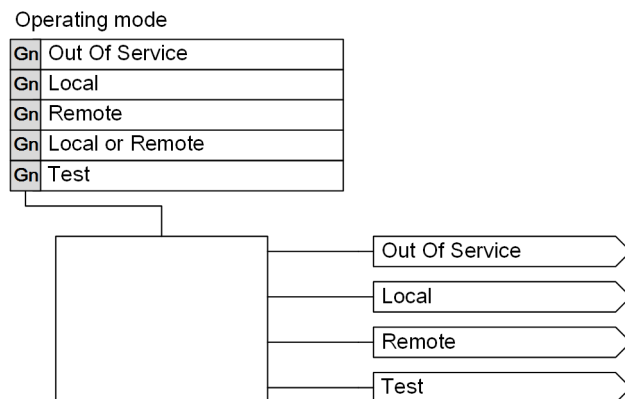 Operating mode
Gn Out Of Service
Gn Local
Gn Remote
Gn Local or Remote
Gn Test
Out Of Service
Local
Remote
Test